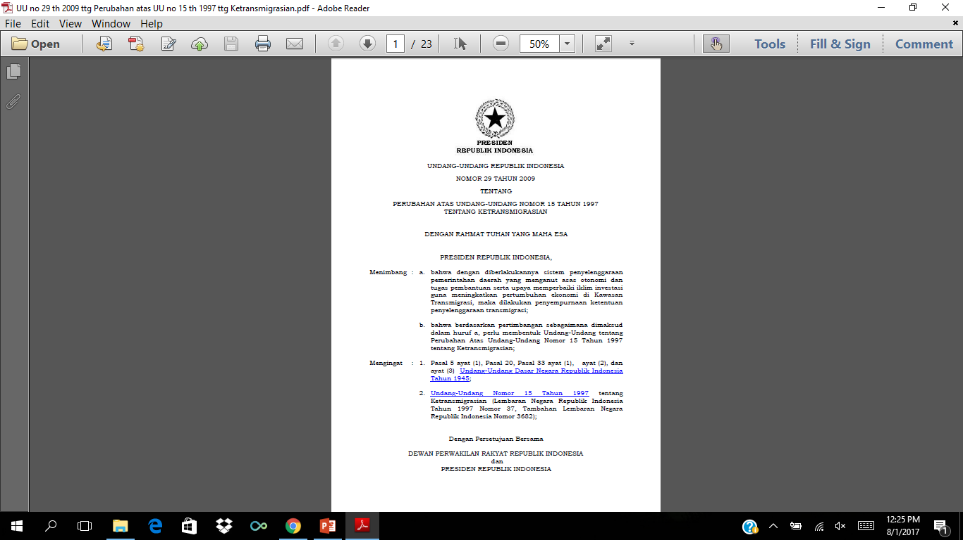 UU no 29 th 2009 ttg Perubahan atas UU no 15 th 1997 ttg Ketransmigrasian.pdf - Adobe Reader
File Edit View Window Help
Open 1 / 23 50% Tools Fill & Sign Comment
PRESIDEN
REPUBLIK INDONESIA
UNDANG-UNDANG REPUBLIK INDONESIA
NOMOR 29 TAHUN 2009
TENTANG
PERUBAHAN ATAS UNDANG-UNDANG NOMOR 15 TAHUN 1997
TENTANG KETRANSMIGRASIAN
DENGAN RAHMAT TUHAN YANG MAHA ESA
PRESIDEN REPUBLIK INDONESIA,
Menimbang : a. bahwa dengan diberlakukannya sistem penyelenggaraan
pemerintahan daerah yang menganut asas otonomi dan
tugas pembantuan serta upaya memperbaiki iklim investasi
guna meningkatkan pertumbuhan ekonomi di Kawasan
Transmigrasi, maka dilakukan penyempurnaan ketentuan
penyelenggaraan transmigrasi;
b. bahwa berdasarkan pertimbangan sebagaimana dimaksud
dalam huruf a, perlu membentuk Undang-Undang tentang
Perubahan Atas Undang-Undang Nomor 15 Tahun 1997
tentang Ketransmigrasian;
Mengingat : 1. Pasal 5 ayat (1), Pasal 20, Pasal 33 ayat (1), ayat (2), dan
ayat (3) Undang-Undang Dasar Negara Republik Indonesia
Tahun 1945;
2. Undang-Undang Nomor 15 Tahun 1997 tentang
Ketransmigrasian (Lembaran Negara Republik Indonesia
Tahun 1997 Nomor 37, Tambahan Lembaran Negara
Republik Indonesia Nomor 3682);
Dengan Persetujuan Bersama
DEWAN PERWAKILAN RAKYAT REPUBLIK INDONESIA
dan
PRESIDEN REPUBLIK INDONESIA
12:25 PM
8/1/2017